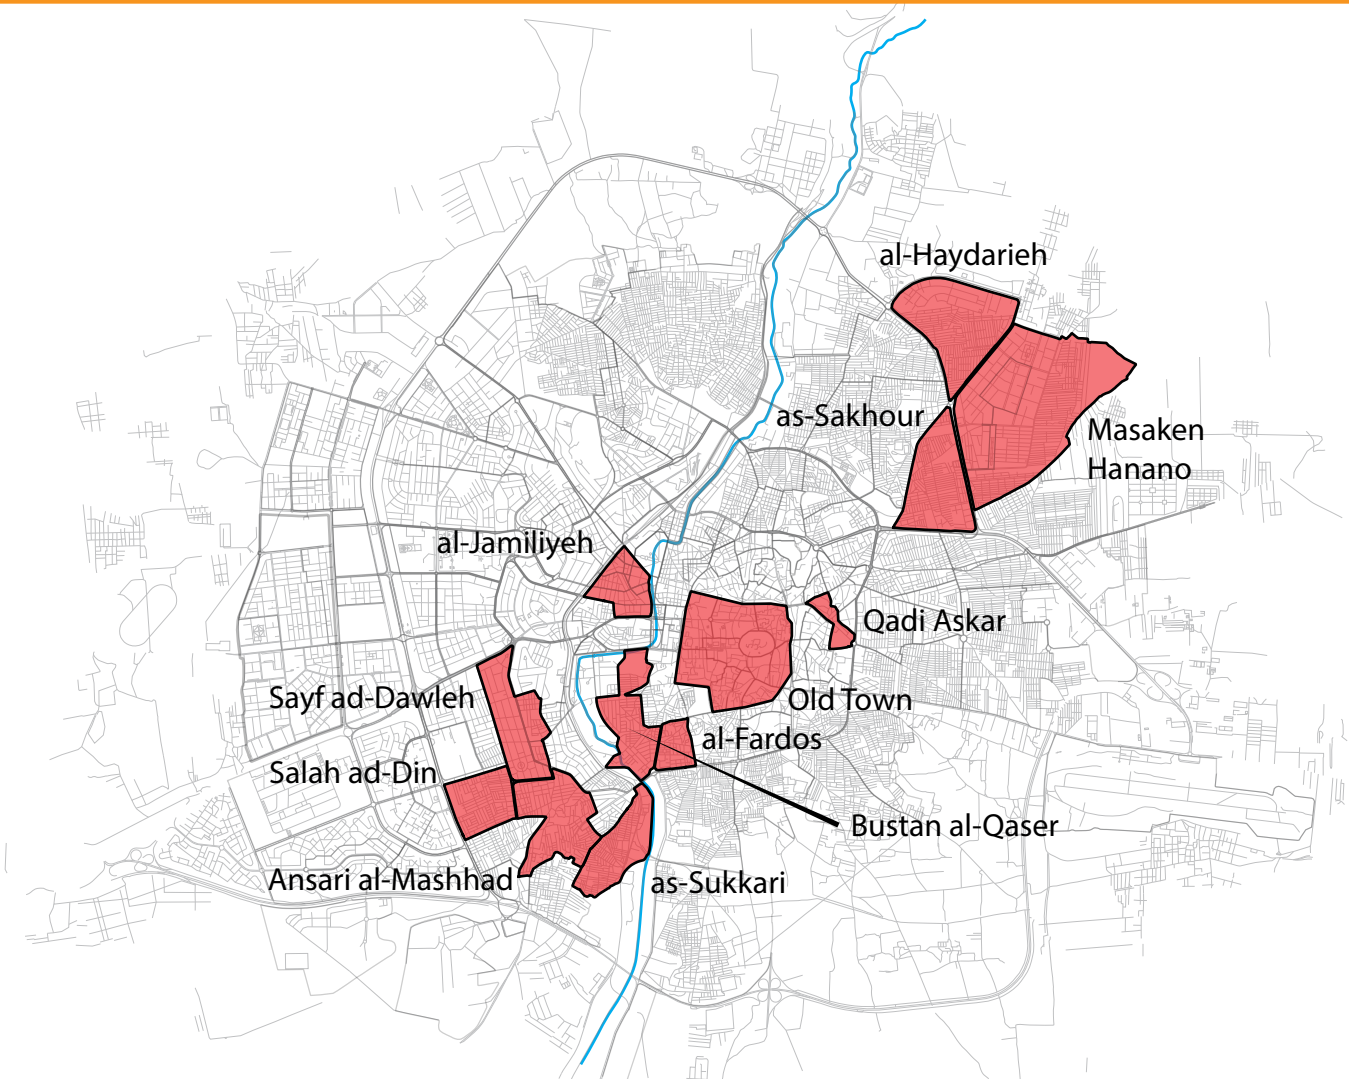 al-Haydarieh
as-Sakhour
Masaken
Hanano
al-Jamiliyeh
Qadi Askar
Sayf ad-Dawleh
Old Town
al-Fardos
Salah ad-Din
Bustan al-Qaser
Ansari al-Mashhad
as-Sukkari